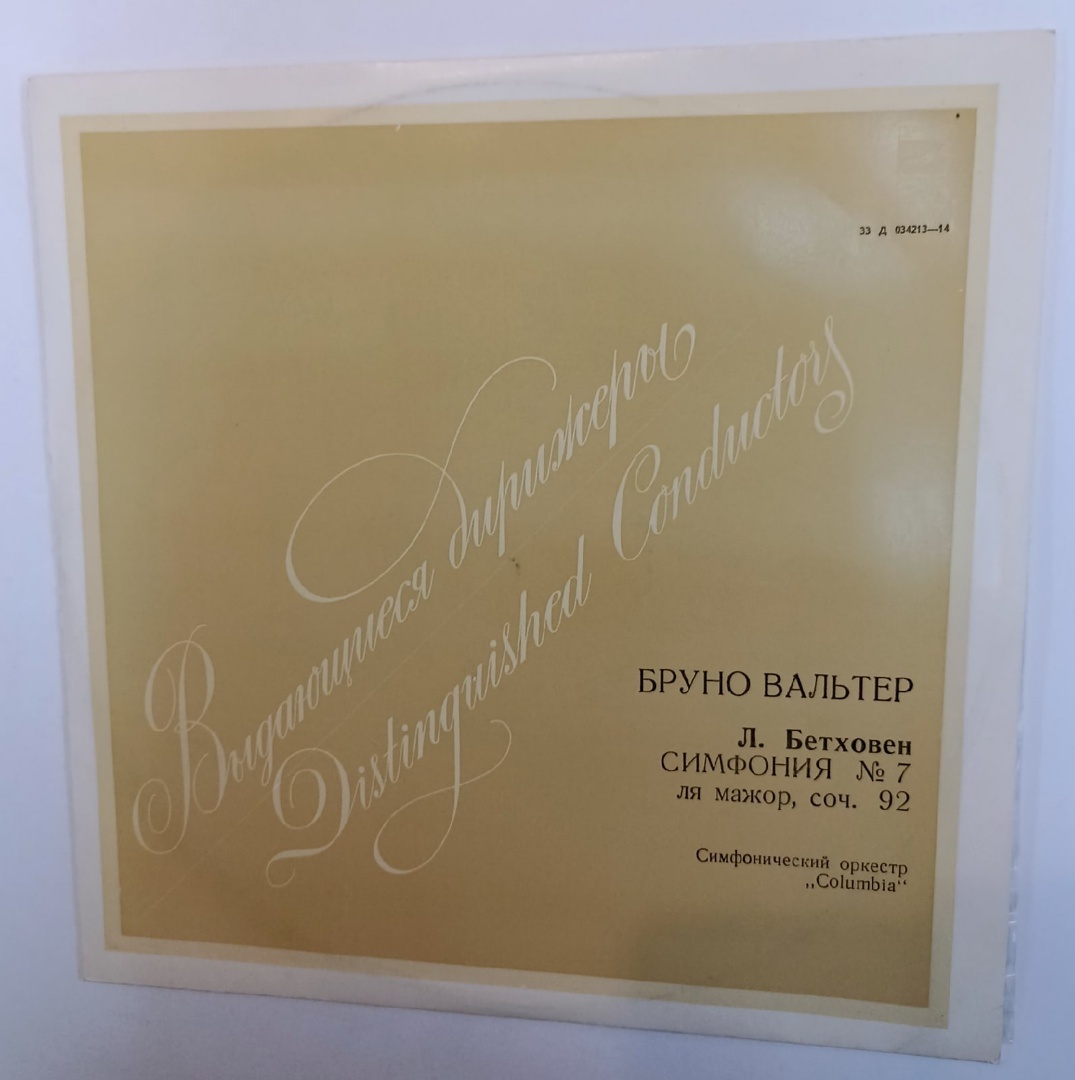 33 Д 034213—14
Выдающиеся дирижеры
Distinguished Conductors
БРУНО ВАЛЬТЕР
Л. Бетховен
СИМФОНИЯ № 7
ля мажор, соч. 92
Симфонический оркестр
„Columbia“